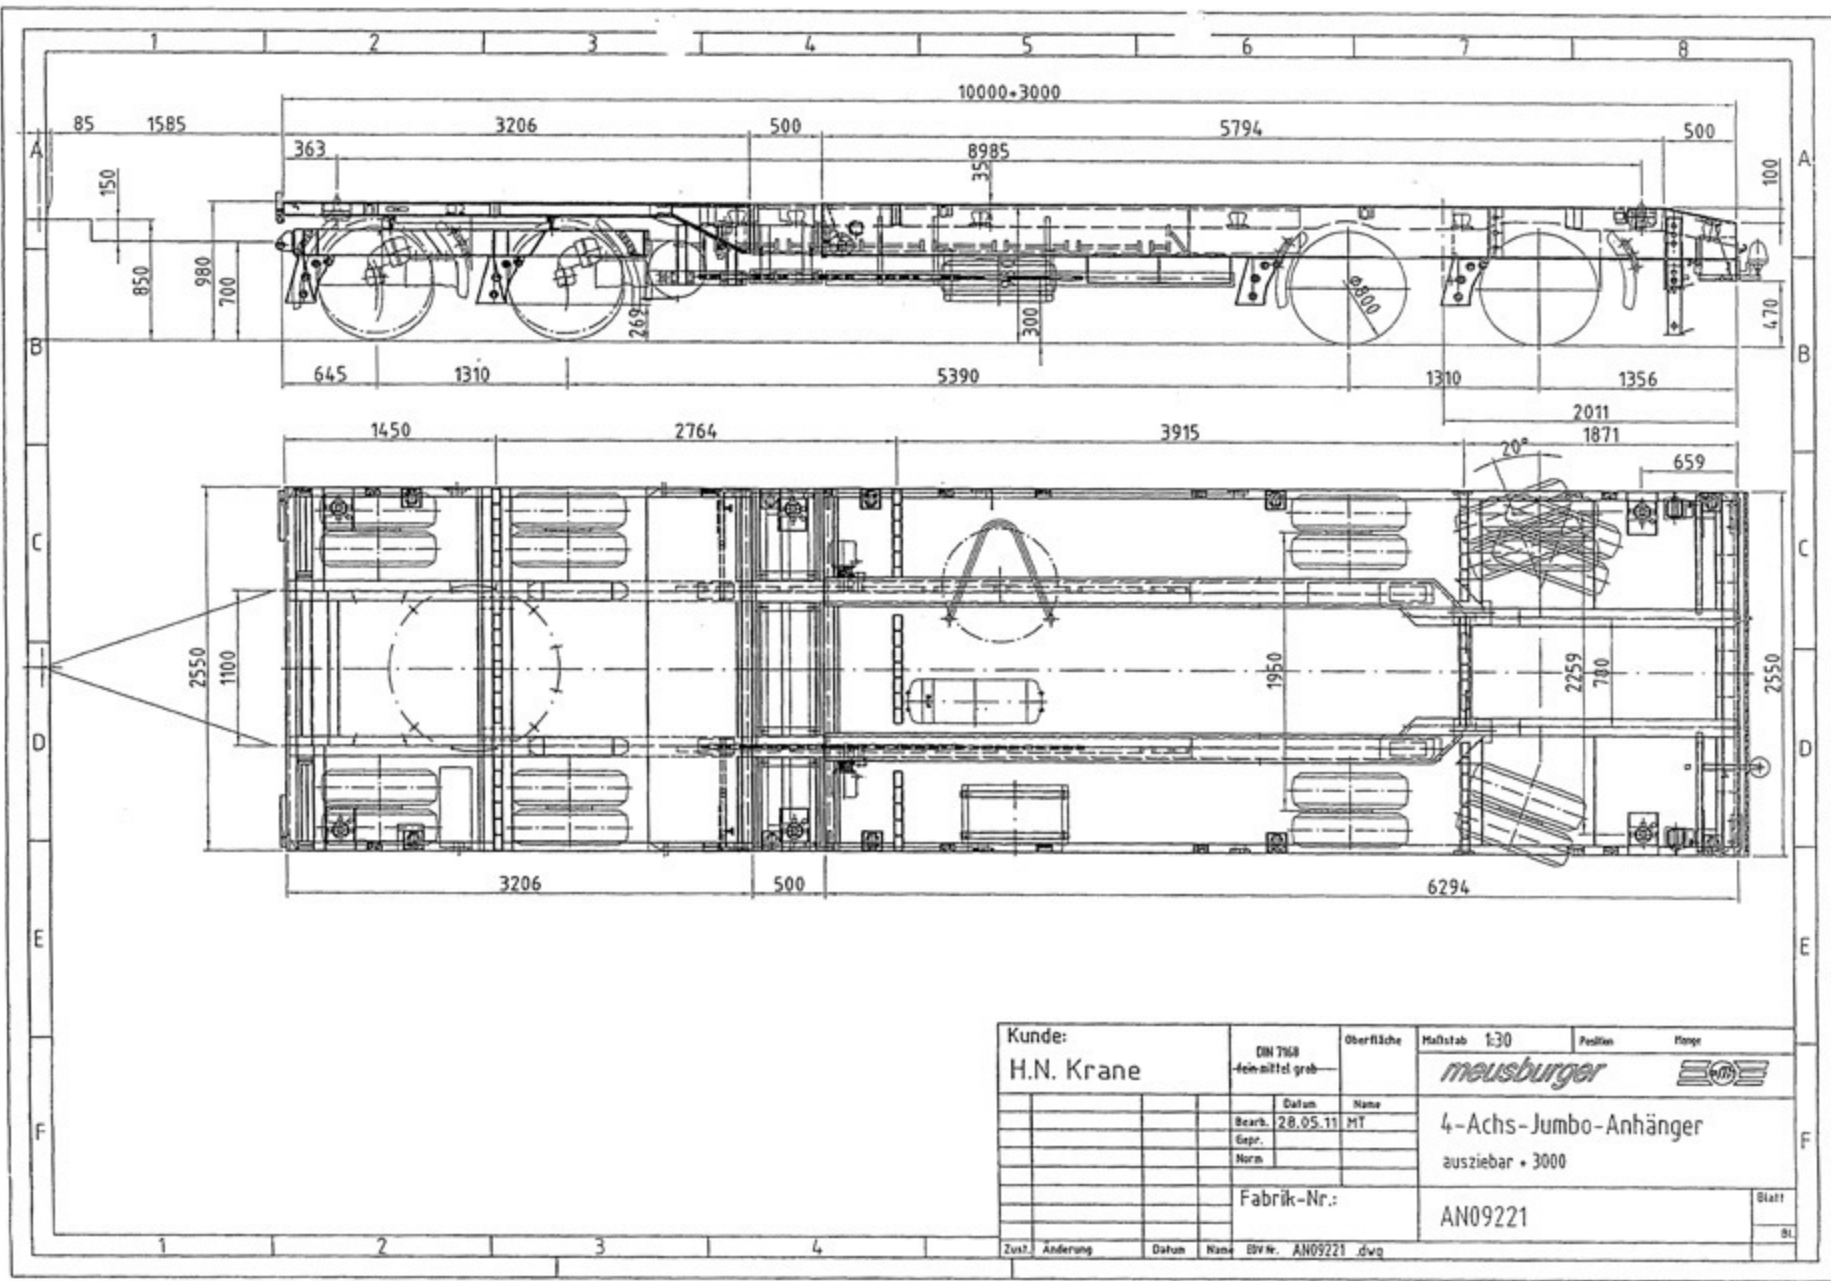 1 2 3 4 5 6 7 8
10000+3000
85 1585 3206 500 5794 500
A 363 8985 A
150 35 100
850 980 700 269 300 Ø800 470
B B
645 1310 5390 1310 1356
2011
1450 2764 3915 1871
20° 659
C C
2550 1100 1950 2259 780 2550
D D
3206 500 6294
E E
F F
Kunde:
H.N. Krane
DIN 7168
fein mittel grob
Oberfläche
Maßstab 1:30 Position Menge
meusburger
Datum Name
Bearb. 28.05.11 MT
Gepr.
Norm
4-Achs-Jumbo-Anhänger
ausziebar + 3000
Fabrik-Nr.:
AN09221
Blatt
Bl.
Zust. Änderung Datum Name EDV Nr. AN09221 .dwg
1 2 3 4